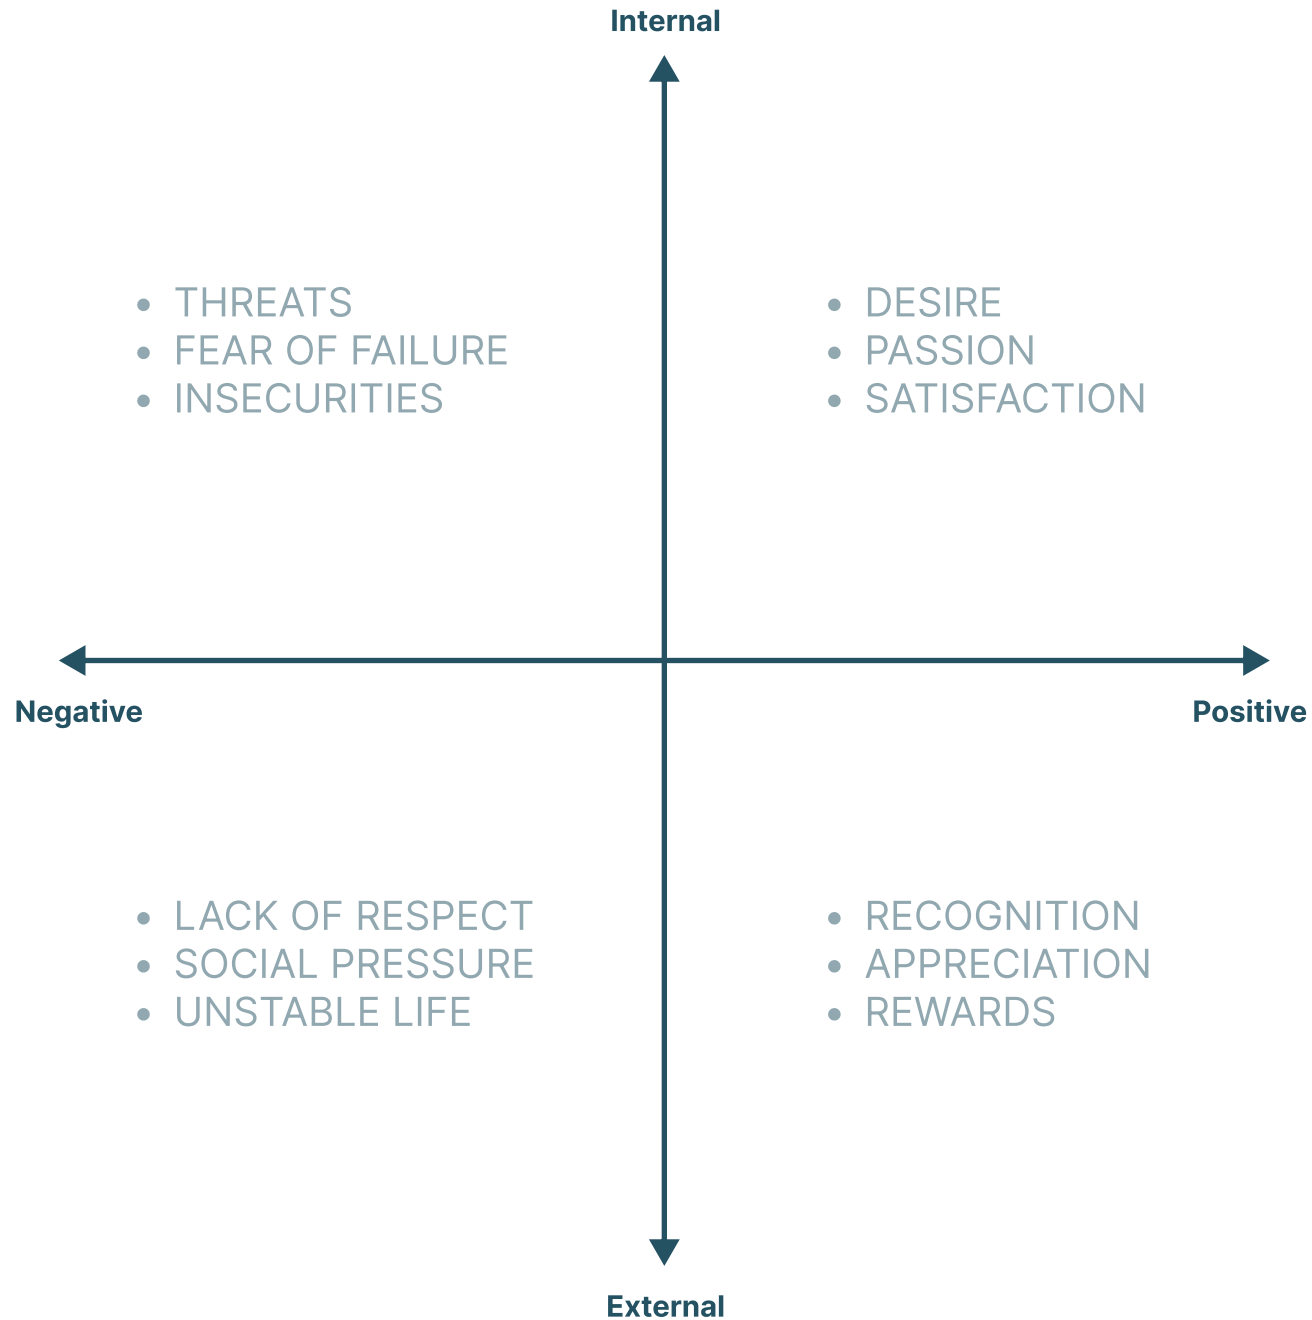 Internal
• THREATS
• FEAR OF FAILURE
• INSECURITIES
• DESIRE
• PASSION
• SATISFACTION
Negative
Positive
• LACK OF RESPECT
• SOCIAL PRESSURE
• UNSTABLE LIFE
• RECOGNITION
• APPRECIATION
• REWARDS
External